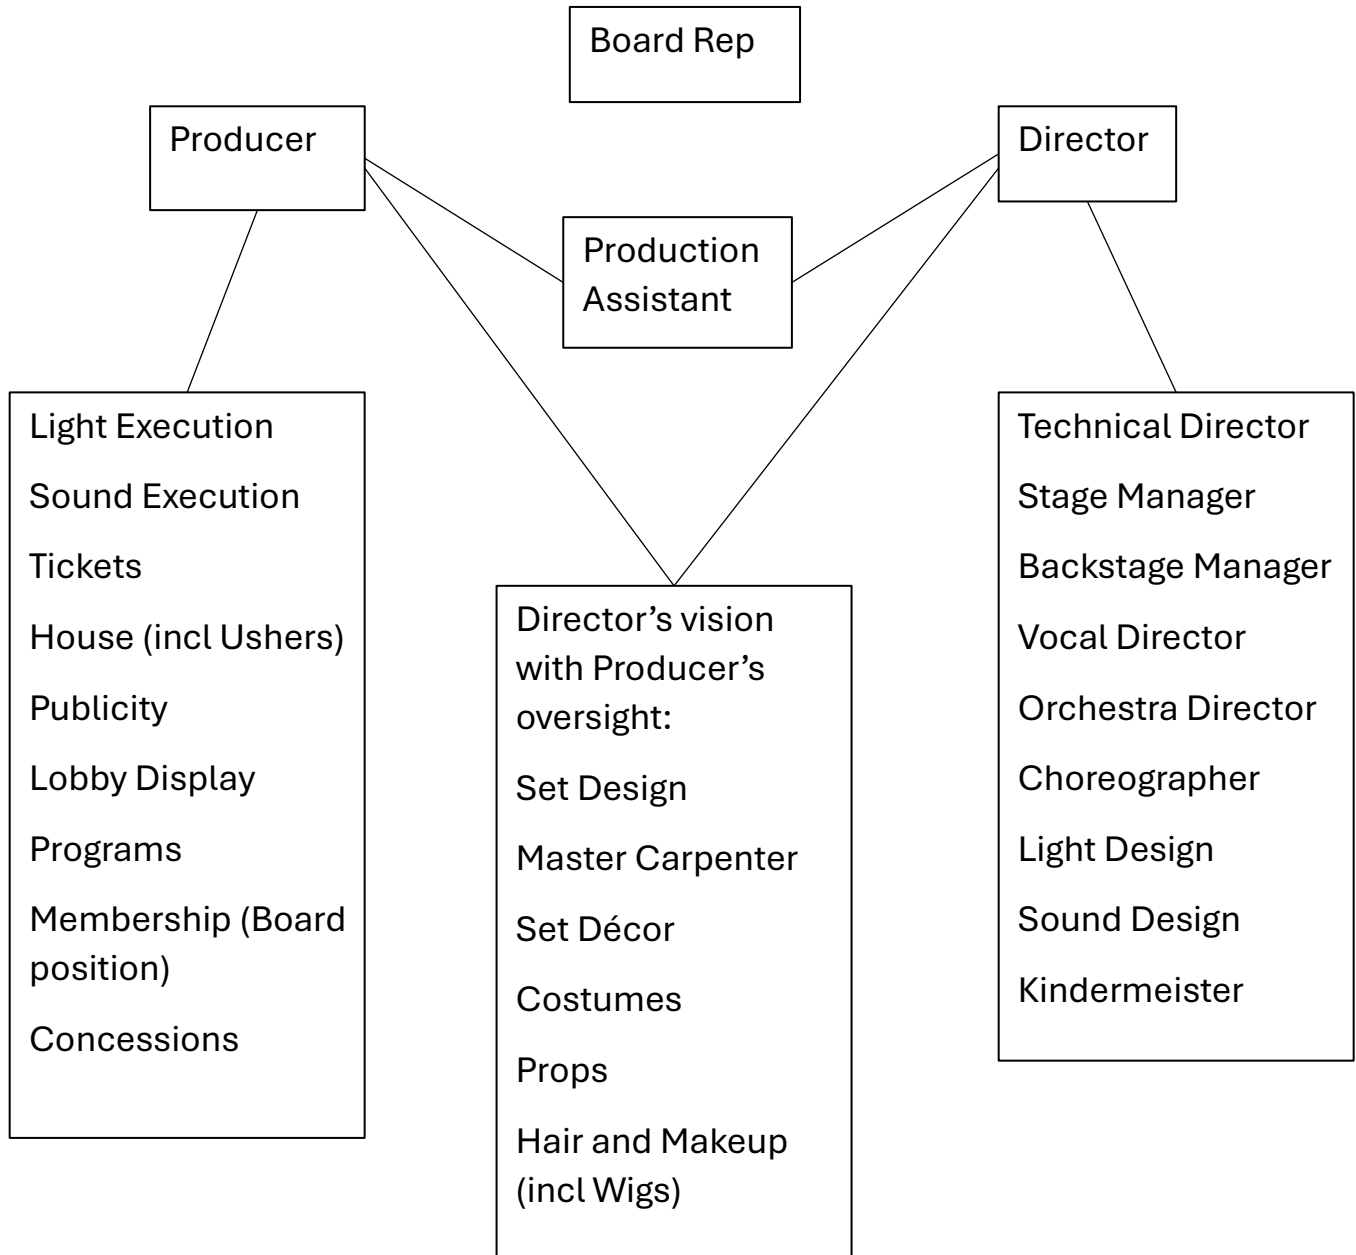 Board Rep
Producer
Director
Production
Assistant
Light Execution
Sound Execution
Tickets
House (incl Ushers)
Publicity
Lobby Display
Programs
Membership (Board
position)
Concessions
Director’s vision
with Producer’s
oversight:
Set Design
Master Carpenter
Set Décor
Costumes
Props
Hair and Makeup
(incl Wigs)
Technical Director
Stage Manager
Backstage Manager
Vocal Director
Orchestra Director
Choreographer
Light Design
Sound Design
Kindermeister